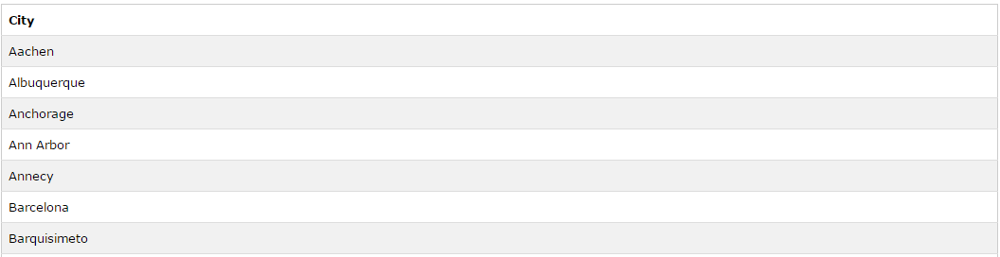 City
Aachen
Albuquerque
Anchorage
Ann Arbor
Annecy
Barcelona
Barquisimeto